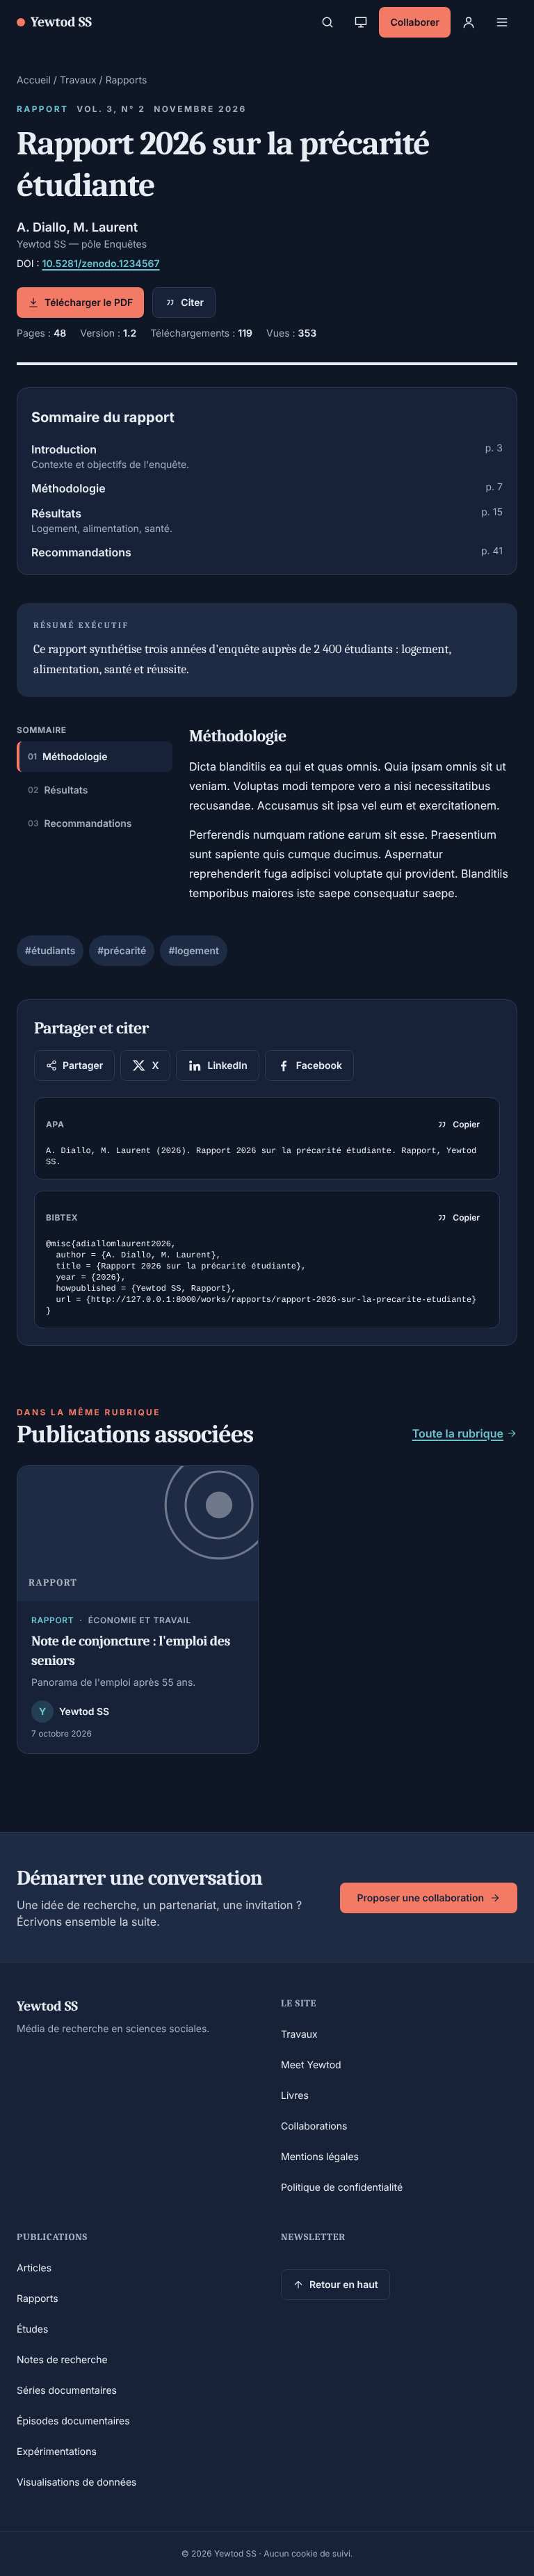 Yewtod SS
Collaborer
Accueil / Travaux / Rapports
RAPPORT VOL. 3, N° 2 NOVEMBRE 2026
Rapport 2026 sur la précarité
étudiante
A. Diallo, M. Laurent
Yewtod SS — pôle Enquêtes
DOI : 10.5281/zenodo.1234567
Télécharger le PDF
Citer
Pages : 48 Version : 1.2 Téléchargements : 119 Vues : 353
Sommaire du rapport
Introduction p. 3
Contexte et objectifs de l'enquête.
Méthodologie p. 7
Résultats p. 15
Logement, alimentation, santé.
Recommandations p. 41
RÉSUMÉ EXÉCUTIF
Ce rapport synthétise trois années d'enquête auprès de 2 400 étudiants : logement,
alimentation, santé et réussite.
SOMMAIRE
01 Méthodologie
02 Résultats
03 Recommandations
Méthodologie
Dicta blanditiis ea qui et quas omnis. Quia ipsam omnis sit ut
veniam. Voluptas modi tempore vero a nisi necessitatibus
recusandae. Accusamus sit ipsa vel eum et exercitationem.
Perferendis numquam ratione earum sit esse. Praesentium
sunt sapiente quis cumque ducimus. Aspernatur
reprehenderit fuga adipisci voluptate qui provident. Blanditiis
temporibus maiores iste saepe consequatur saepe.
#étudiants #précarité #logement
Partager et citer
Partager X LinkedIn Facebook
APA Copier
A. Diallo, M. Laurent (2026). Rapport 2026 sur la précarité étudiante. Rapport, Yewtod
SS.
BIBTEX Copier
@misc{adiallomlaurent2026,
author = {A. Diallo, M. Laurent},
title = {Rapport 2026 sur la précarité étudiante},
year = {2026},
howpublished = {Yewtod SS, Rapport},
url = {http://127.0.0.1:8000/works/rapports/rapport-2026-sur-la-precarite-etudiante}
}
DANS LA MÊME RUBRIQUE
Publications associées
Toute la rubrique
RAPPORT
RAPPORT · ÉCONOMIE ET TRAVAIL
Note de conjoncture : l'emploi des
seniors
Panorama de l'emploi après 55 ans.
Y Yewtod SS
7 octobre 2026
Démarrer une conversation
Une idée de recherche, un partenariat, une invitation ?
Écrivons ensemble la suite.
Proposer une collaboration
Yewtod SS
Média de recherche en sciences sociales.
LE SITE
Travaux
Meet Yewtod
Livres
Collaborations
Mentions légales
Politique de confidentialité
PUBLICATIONS
Articles
Rapports
Études
Notes de recherche
Séries documentaires
Épisodes documentaires
Expérimentations
Visualisations de données
NEWSLETTER
Retour en haut
© 2026 Yewtod SS · Aucun cookie de suivi.